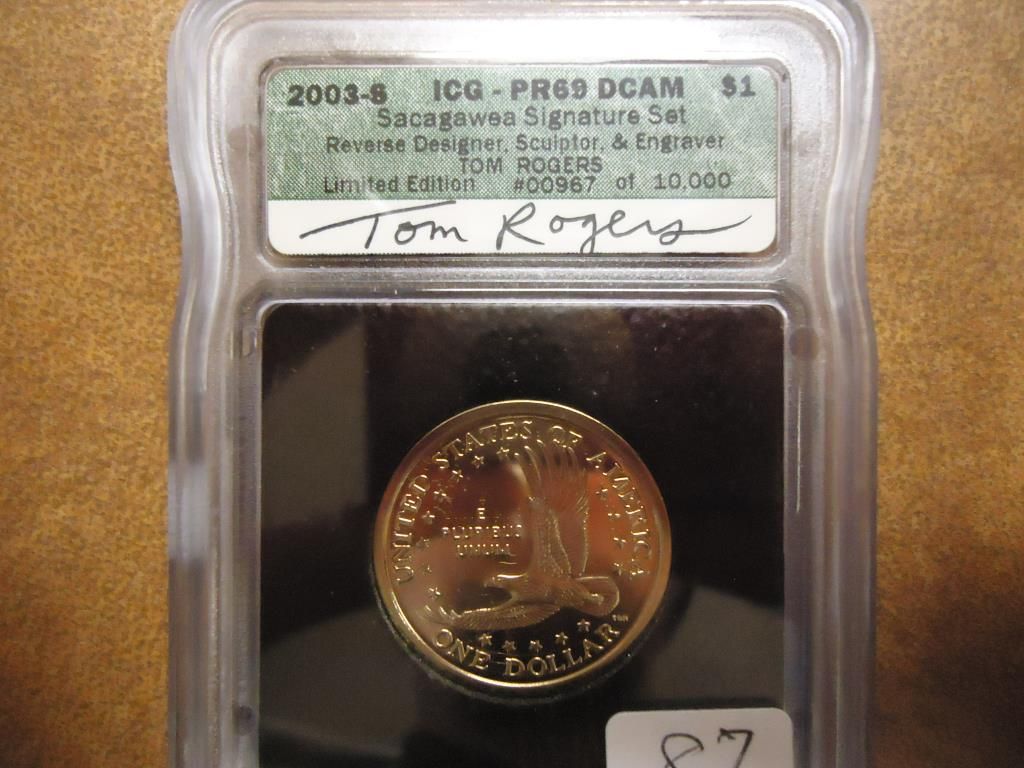 2003-S ICG - PR69 DCAM $1
Sacagawea Signature Set
Reverse Designer, Sculptor, & Engraver
TOM ROGERS
Limited Edition #00967 of 10,000
Tom Rogers
UNITED STATES OF AMERICA
E
PLURIBUS
UNUM
ONE DOLLAR
87